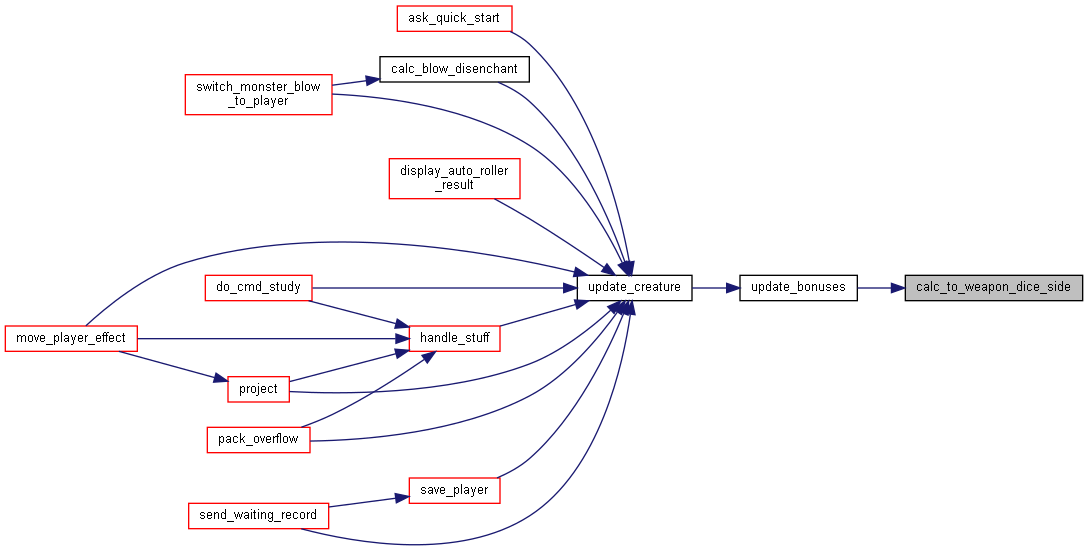 ask_quick_start
calc_blow_disenchant
switch_monster_blow
_to_player
display_auto_roller
_result
do_cmd_study
update_creature
update_bonuses
calc_to_weapon_dice_side
move_player_effect
handle_stuff
project
pack_overflow
save_player
send_waiting_record